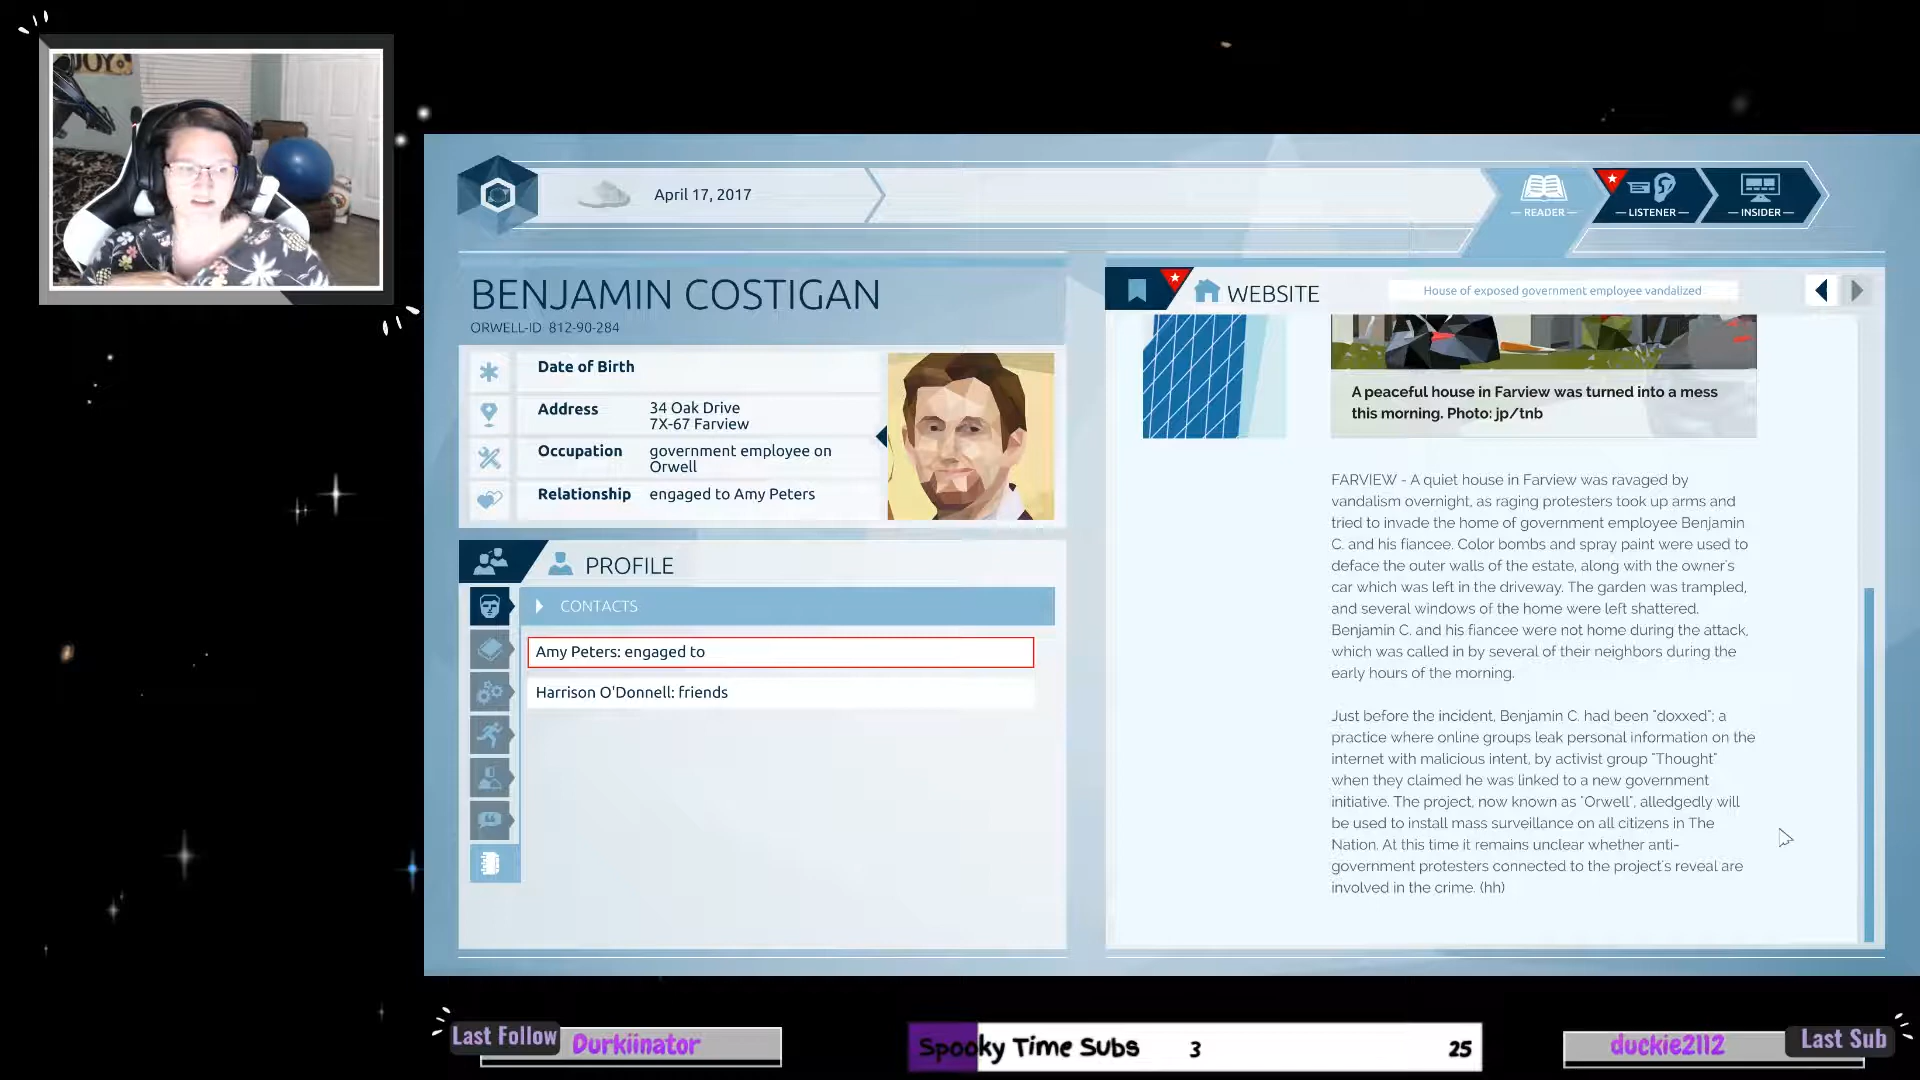 JOY.
April 17, 2017
— READER —
— LISTENER —
— INSIDER —
BENJAMIN COSTIGAN
ORWELL-ID 812-90-284
Date of Birth
Address
34 Oak Drive
7X-67 Farview
Occupation
government employee on
Orwell
Relationship
engaged to Amy Peters
PROFILE
CONTACTS
Amy Peters: engaged to
Harrison O'Donnell: friends
WEBSITE
House of exposed government employee vandalized
A peaceful house in Farview was turned into a mess
this morning. Photo: jp/tnb
FARVIEW - A quiet house in Farview was ravaged by
vandalism overnight, as raging protesters took up arms and
tried to invade the home of government employee Benjamin
C. and his fiancee. Color bombs and spray paint were used to
deface the outer walls of the estate, along with the owner's
car which was left in the driveway. The garden was trampled,
and several windows of the home were left shattered.
Benjamin C. and his fiancee were not home during the attack,
which was called in by several of their neighbors during the
early hours of the morning.
Just before the incident, Benjamin C. had been "doxxed"; a
practice where online groups leak personal information on the
internet with malicious intent, by activist group "Thought"
when they claimed he was linked to a new government
initiative. The project, now known as "Orwell", alledgedly will
be used to install mass surveillance on all citizens in The
Nation. At this time it remains unclear whether anti-
government protesters connected to the project's reveal are
involved in the crime. (hh)
Last Follow
Durkiinator
Spooky Time Subs 3 25
duckie2112
Last Sub